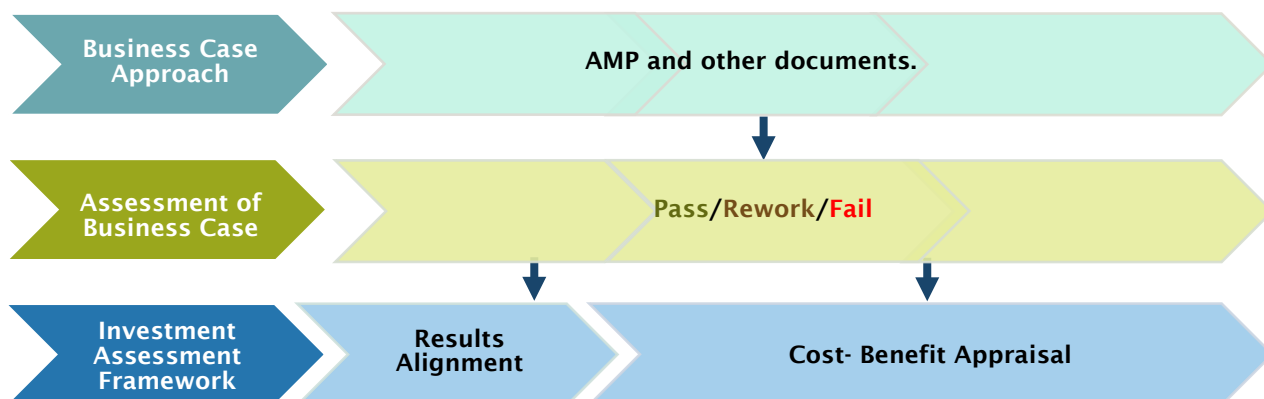 Business Case
Approach
AMP and other documents.
Assessment of
Business Case
Pass/Rework/Fail
Investment
Assessment
Framework
Results
Alignment
Cost- Benefit Appraisal